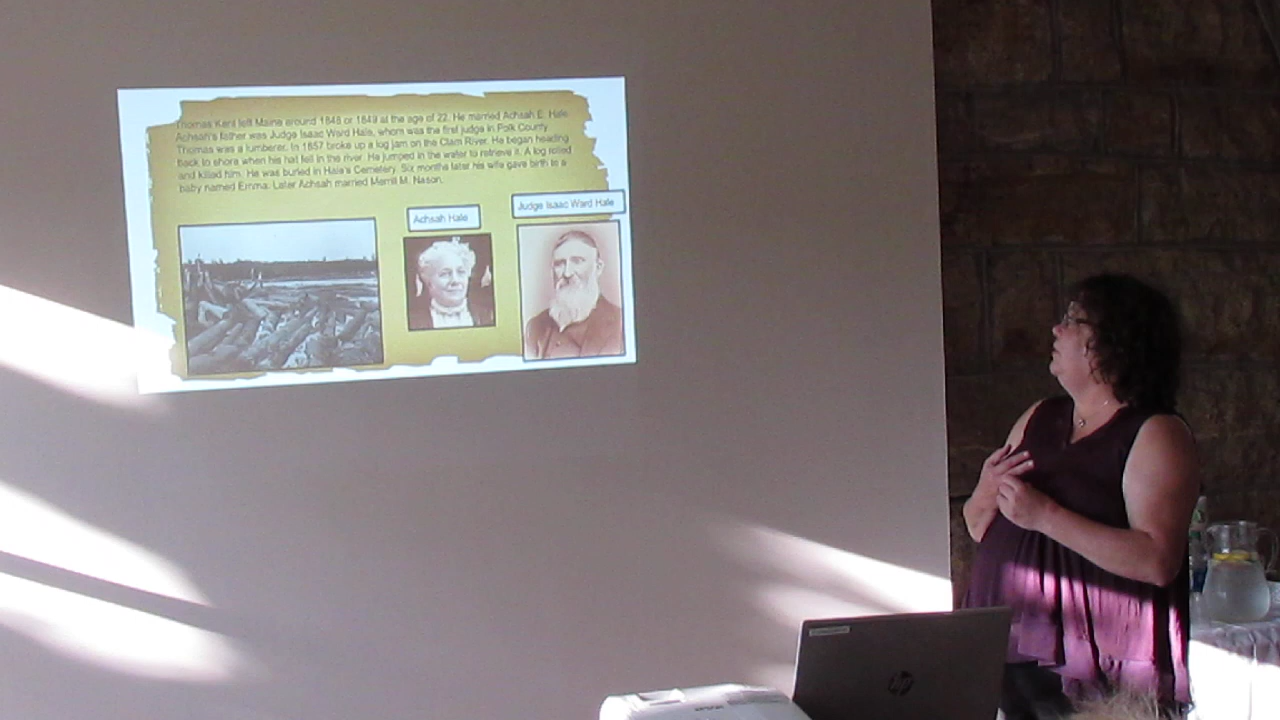 Thomas Kent left Maine around 1848 or 1849 at the age of 22. He married Achsah E. Hale
Achsah's father was Judge Isaac Ward Hale, whom was the first judge in Polk County
Thomas was a lumberer. In 1857 broke up a log jam on the Clam River. He began heading
back to shore when his hat fell in the river. He jumped in the water to retrieve it. A log rolled
and killed him. He was buried in Hale's Cemetery. Six months later his wife gave birth to a
baby named Emma. Later Achsah married Merrill M. Nason.
Achsah Hale
Judge Isaac Ward Hale
hp
EPSON